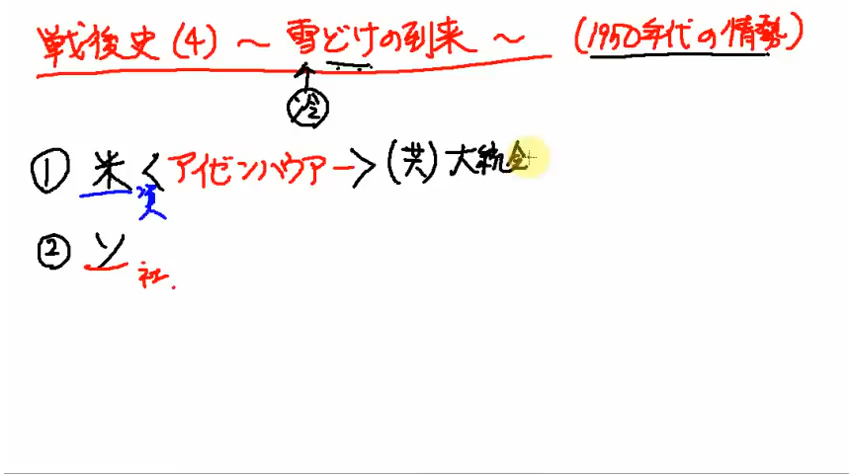 戦後史(4)～雪どけの到来～ (1950年代の情勢)
冷
① 米 <アイゼンハウアー> (共)大統
資
② ソ
社.